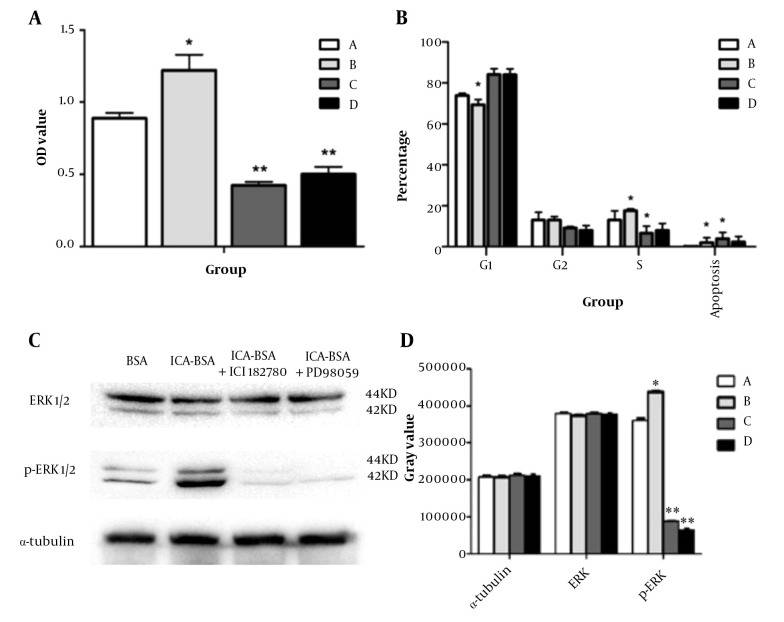 A
1.5
1.0
0.5
0.0
OD value
*
**
**
Group
A
B
C
D
B
100
80
60
40
20
0
Percentage
*
*
*
*
*
G1
G2
S
Apoptosis
Group
A
B
C
D
C
BSA
ICA-BSA
ICA-BSA
+ ICI 182780
ICA-BSA
+ PD98059
ERK1/2
44KD
42KD
p-ERK1/2
44KD
42KD
α-tubulin
D
500000
400000
300000
200000
100000
0
Gray value
*
**
**
α-tubulin
ERK
p-ERK
A
B
C
D